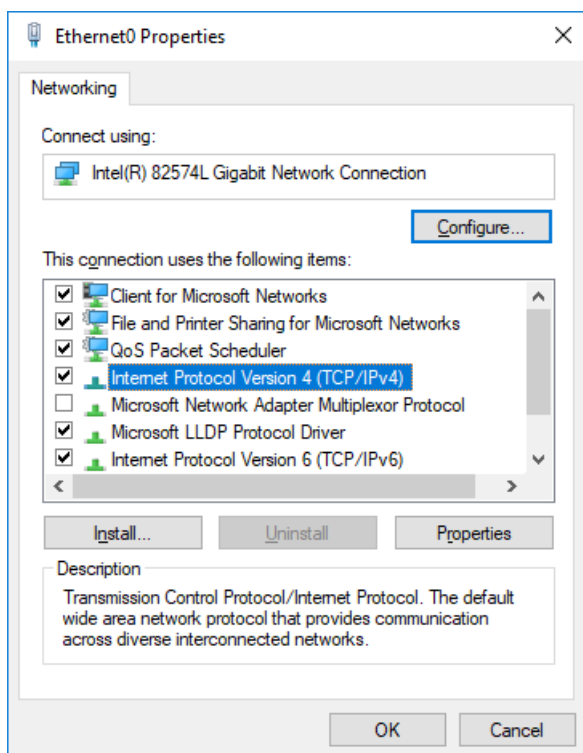 Ethernet0 Properties
Networking
Connect using:
Intel(R) 82574L Gigabit Network Connection
Configure...
This connection uses the following items:
Client for Microsoft Networks
File and Printer Sharing for Microsoft Networks
QoS Packet Scheduler
Internet Protocol Version 4 (TCP/IPv4)
Microsoft Network Adapter Multiplexor Protocol
Microsoft LLDP Protocol Driver
Internet Protocol Version 6 (TCP/IPv6)
Install... Uninstall Properties
Description
Transmission Control Protocol/Internet Protocol. The default
wide area network protocol that provides communication
across diverse interconnected networks.
OK Cancel